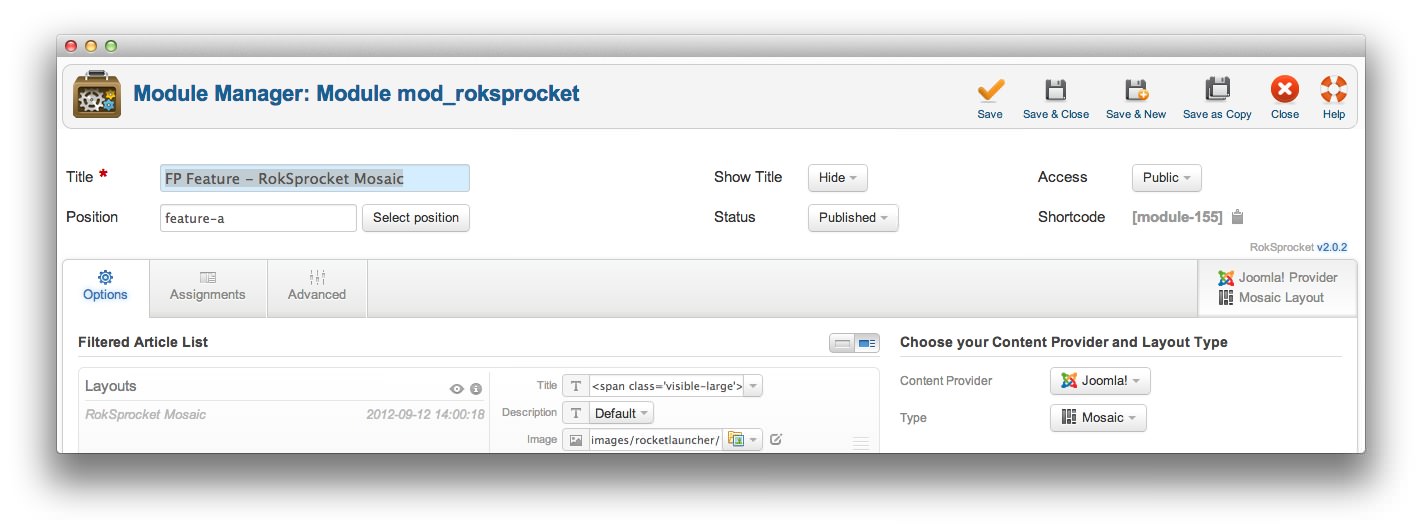 Module Manager: Module mod_roksprocket
Save
Save & Close
Save & New
Save as Copy
Close
Help
Title *
FP Feature – RokSprocket Mosaic
Show Title
Hide
Access
Public
Position
feature-a
Select position
Status
Published
Shortcode
[module-155]
RokSprocket v2.0.2
Options
Assignments
Advanced
Joomla! Provider
Mosaic Layout
Filtered Article List
Choose your Content Provider and Layout Type
Layouts
RokSprocket Mosaic
2012-09-12 14:00:18
Title
T
<span class='visible-large'>
Description
T
Default
Image
images/rocketlauncher/
Content Provider
Joomla!
Type
Mosaic